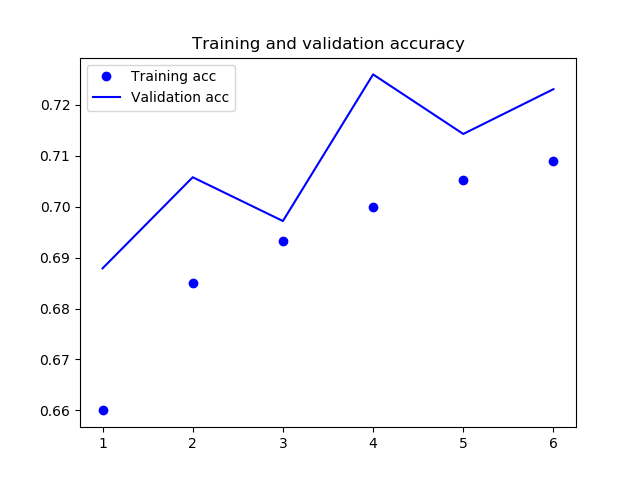 Training and validation accuracy
Training acc
Validation acc
0.72
0.71
0.70
0.69
0.68
0.67
0.66
1 2 3 4 5 6